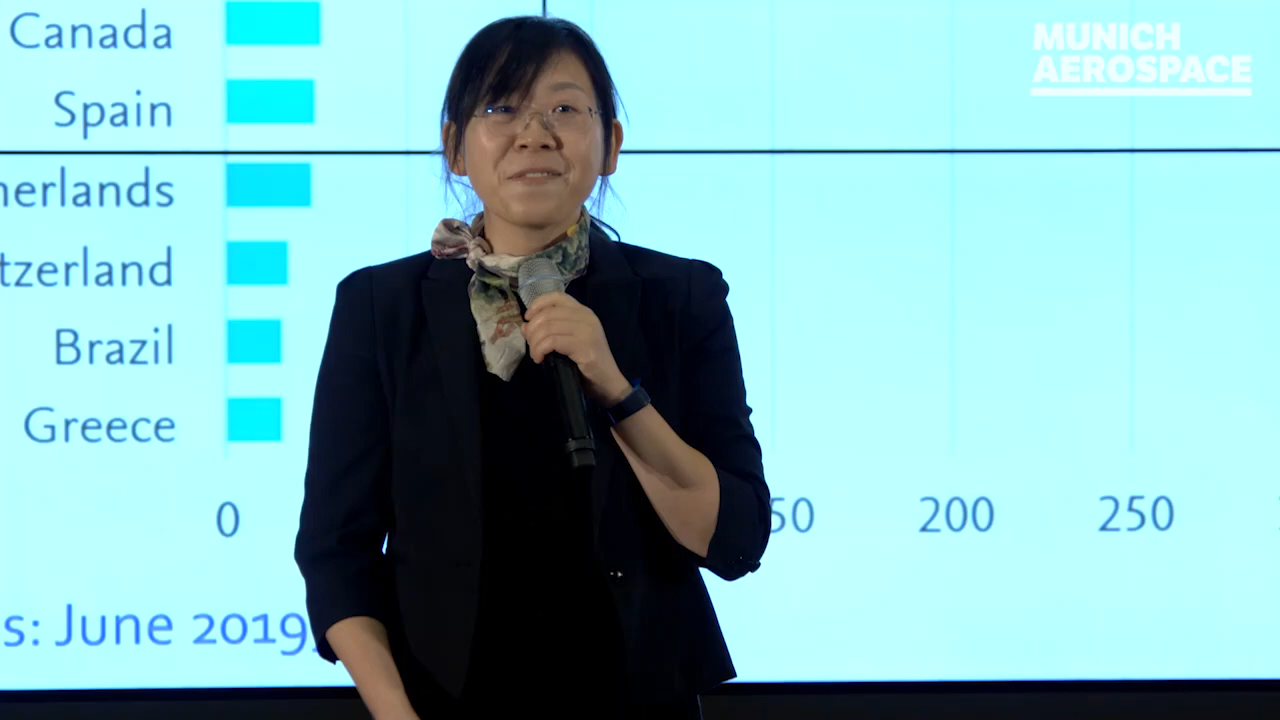 Canada
MUNICH
AEROSPACE
Spain
herlands
tzerland
Brazil
Greece
0 50 200 250
s: June 2019,